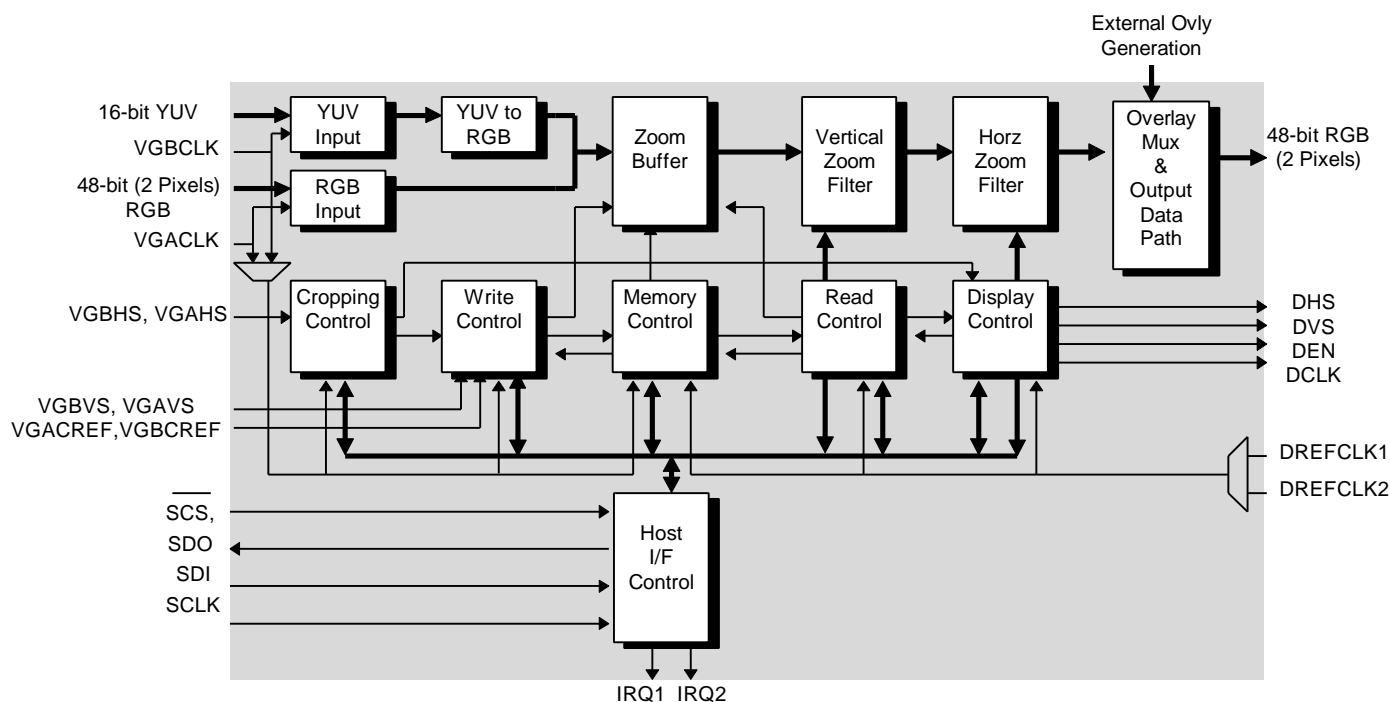 External Ovly
Generation
16-bit YUV
VGBCLK
48-bit (2 Pixels)
RGB
VGACLK
YUV
Input
YUV to
RGB
RGB
Input
Zoom
Buffer
Vertical
Zoom
Filter
Horz
Zoom
Filter
Overlay
Mux
&
Output
Data
Path
48-bit RGB
(2 Pixels)
VGBHS, VGAHS
Cropping
Control
Write
Control
Memory
Control
Read
Control
Display
Control
DHS
DVS
DEN
DCLK
VGBVS, VGAVS
VGACREF,VGBCREF
DREFCLK1
DREFCLK2
SCS,
SDO
SDI
SCLK
Host
I/F
Control
IRQ1 IRQ2